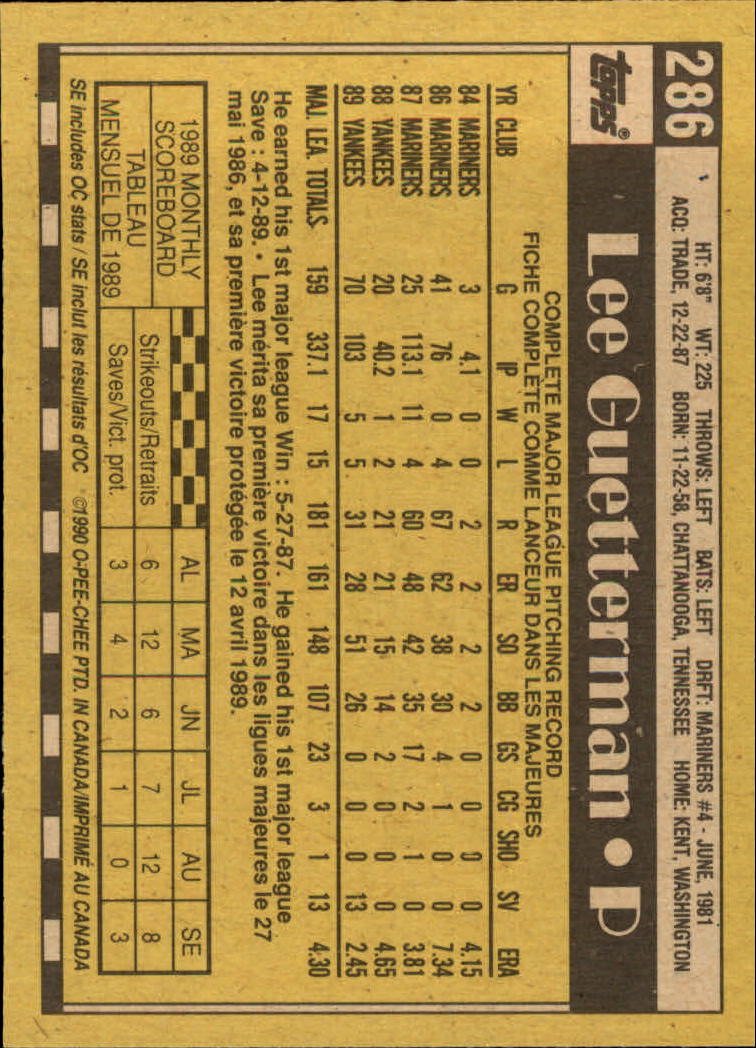 286
HT: 6'8" WT: 225 THROWS: LEFT BATS: LEFT DRFT: MARINERS #4 - JUNE, 1981
ACQ: TRADE, 12-22-87 BORN: 11-22-58, CHATTANOOGA, TENNESSEE HOME: KENT, WASHINGTON
topps©
Lee Guetterman • P
COMPLETE MAJOR LEAGUE PITCHING RECORD
FICHE COMPLÈTE COMME LANCEUR DANS LES MAJEURES
YR CLUB G IP W L R ER SO BB GS CG SHO SV ERA
84 MARINERS 3 4.1 0 0 2 2 2 2 0 0 0 0 4.15
86 MARINERS 41 76 0 4 67 62 38 30 4 1 0 0 7.34
87 MARINERS 25 113.1 11 4 60 48 42 35 17 2 1 0 3.81
88 YANKEES 20 40.2 1 2 21 21 15 14 2 0 0 0 4.65
89 YANKEES 70 103 5 5 31 28 51 26 0 0 0 13 2.45
MAJ. LEA. TOTALS 159 337.1 17 15 181 161 148 107 23 3 1 13 4.30
He earned his 1st major league Win : 5-27-87. He gained his 1st major league
Save : 4-12-89. • Lee mérita sa première victoire dans les ligues majeures le 27
mai 1986, et sa première victoire protégée le 12 avril 1989.
1989 MONTHLY
SCOREBOARD
TABLEAU
MENSUEL DE 1989
AL MA JN JL AU SE
Strikeouts/Retraits 6 12 6 7 12 8
Saves/Vict. prot. 3 4 2 1 0 3
SE includes OC stats / SE inclut les résultats d'OC ©1990 O-PEE-CHEE PTD. IN CANADA/IMPRIMÉ AU CANADA